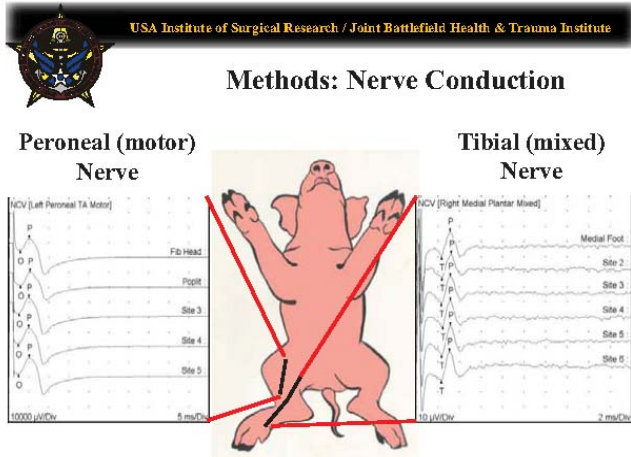 USA Institute of Surgical Research / Joint Battlefield Health & Trauma Institute
Methods: Nerve Conduction
Peroneal (motor)
Nerve
Tibial (mixed)
Nerve
NCV [Left Peroneal TA Motor]
P
Fib Head
O P
Poplit
O P
Site 3
O P
Site 4
O P
Site 5
O
10000 µV/Div
5 ms/Div
NCV [Right Medial Plantar Mixed]
P
Medial Foot
T P
Site 2
T P
Site 3
T P
Site 4
T P
Site 5
T P
Site 6
T
10 µV/Div
2 ms/Div